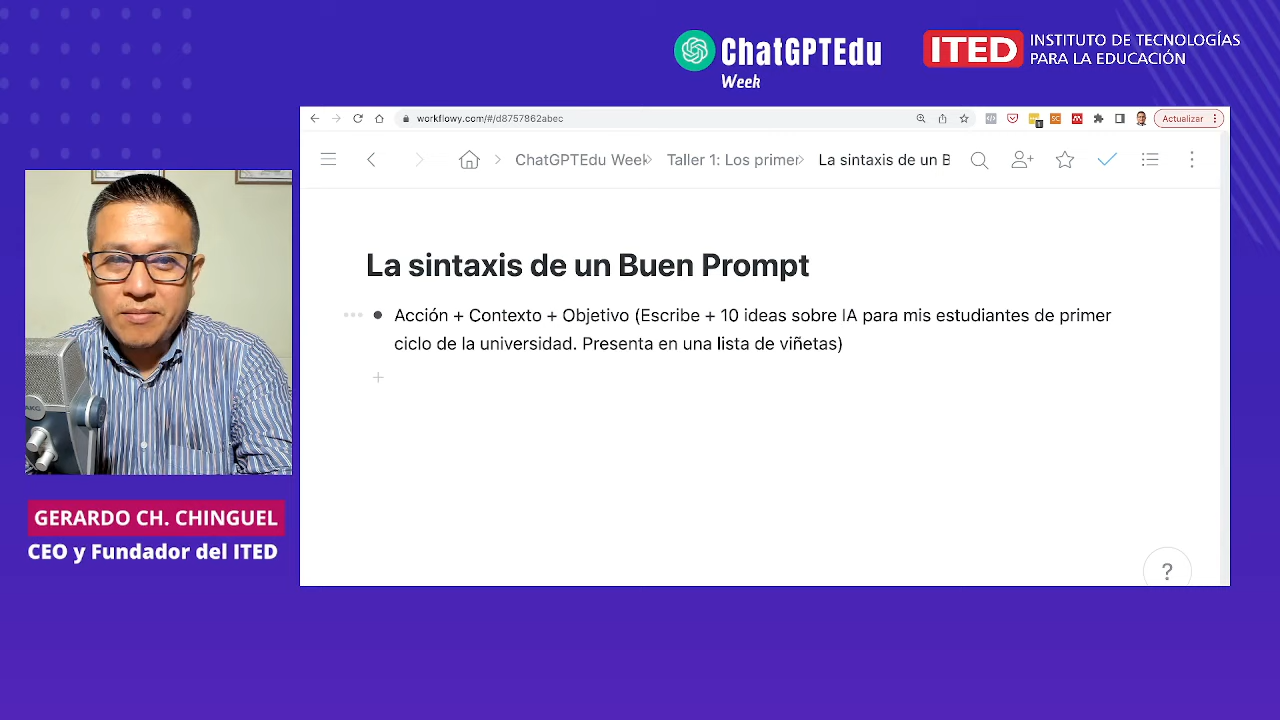 ChatGPTEdu
Week
ITED
INSTITUTO DE TECNOLOGÍAS
PARA LA EDUCACIÓN
workflowy.com/#/d8757862abec
Actualizar
ChatGPTEdu Week
Taller 1: Los primer
La sintaxis de un B
La sintaxis de un Buen Prompt
Acción + Contexto + Objetivo (Escribe + 10 ideas sobre IA para mis estudiantes de primer
ciclo de la universidad. Presenta en una lista de viñetas)
?
AKG
GERARDO CH. CHINGUEL
CEO y Fundador del ITED